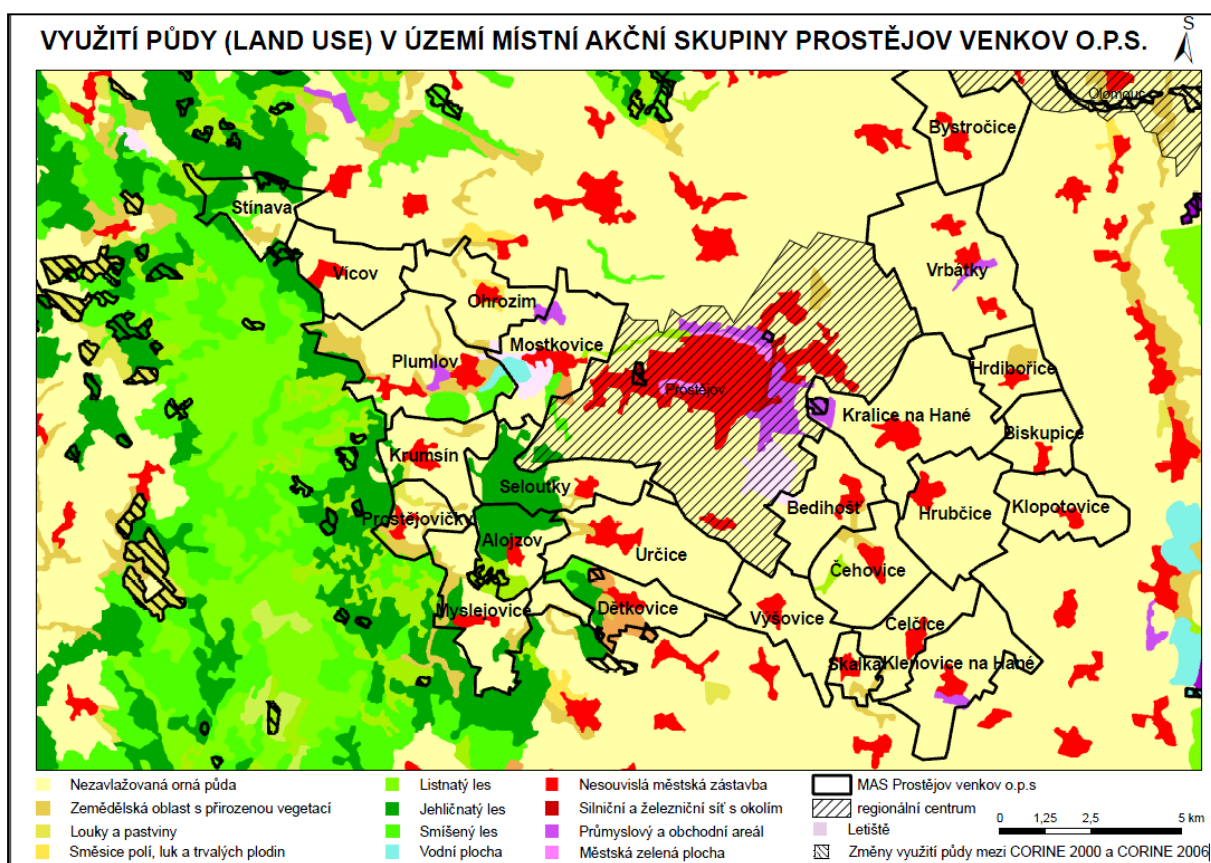 VYUŽITÍ PŮDY (LAND USE) V ÚZEMÍ MÍSTNÍ AKČNÍ SKUPINY PROSTĚJOV VENKOV O.P.S.
S
Olomouc
Bystročice
Stínava
Vrbátky
Vícov
Ohrozim
Mostkovice
Plumlov
Hrdibořice
Prostějov
Kralice na Hané
Biskupice
Krumsín
Seloutky
Bedihošť
Hrubčice
Klopotovice
Prostějovičky
Alojzov
Určice
Čehovice
Myslejovice
Dětkovice
Výšovice
Čelčice
Skalka
Klenovice na Hané
Nezavlažovaná orná půda
Zemědělská oblast s přirozenou vegetací
Louky a pastviny
Směsice polí, luk a trvalých plodin
Listnatý les
Jehličnatý les
Smíšený les
Vodní plocha
Nesouvislá městská zástavba
Silniční a železniční síť s okolím
Průmyslový a obchodní areál
Městská zelená plocha
MAS Prostějov venkov o.p.s
regionální centrum
Letiště
Změny využití půdy mezi CORINE 2000 a CORINE 2006
0 1,25 2,5 5 km